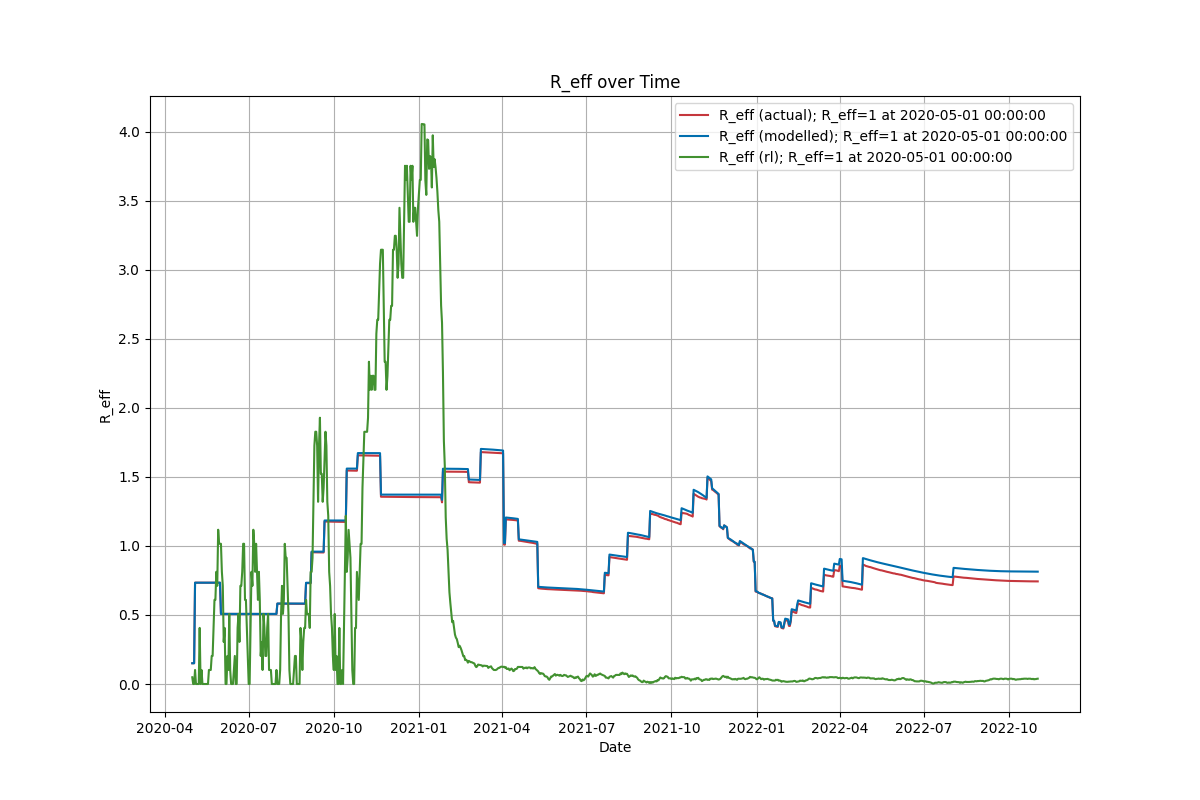 R_eff over Time
R_eff (actual); R_eff=1 at 2020-05-01 00:00:00
R_eff (modelled); R_eff=1 at 2020-05-01 00:00:00
R_eff (rl); R_eff=1 at 2020-05-01 00:00:00
4.0
3.5
3.0
2.5
2.0
1.5
1.0
0.5
0.0
R_eff
2020-04 2020-07 2020-10 2021-01 2021-04 2021-07 2021-10 2022-01 2022-04 2022-07 2022-10
Date